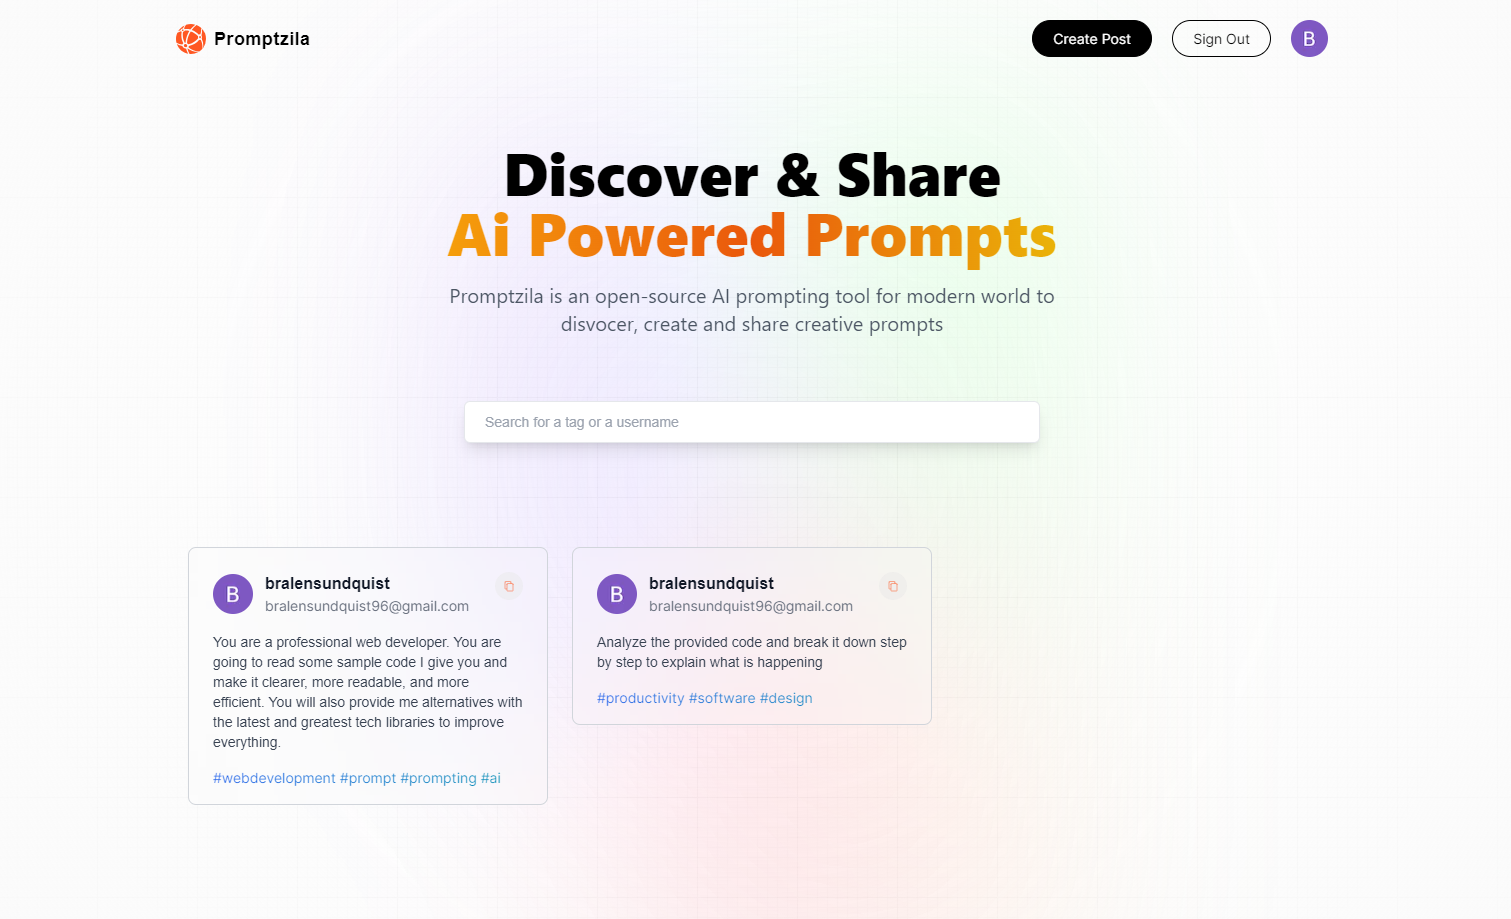 Promptzila
Create Post
Sign Out
B
Discover & Share
Ai Powered Prompts
Promptzila is an open-source AI prompting tool for modern world to
disvocer, create and share creative prompts
Search for a tag or a username
B
bralensundquist
bralensundquist96@gmail.com
You are a professional web developer. You are
going to read some sample code I give you and
make it clearer, more readable, and more
efficient. You will also provide me alternatives with
the latest and greatest tech libraries to improve
everything.
#webdevelopment #prompt #prompting #ai
B
bralensundquist
bralensundquist96@gmail.com
Analyze the provided code and break it down step
by step to explain what is happening
#productivity #software #design